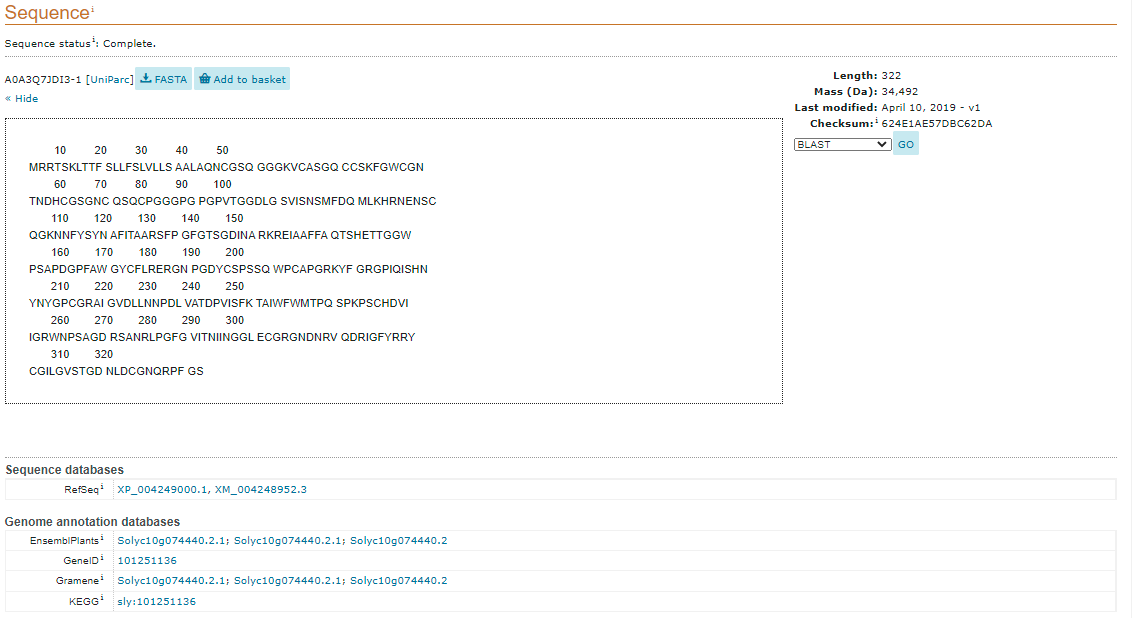 Sequence i
Sequence status i: Complete.
A0A3Q7JDI3-1 [UniParc] FASTA Add to basket
« Hide
Length: 322
Mass (Da): 34,492
Last modified: April 10, 2019 - v1
Checksum: i 624E1AE57DBC62DA
BLAST GO
10 20 30 40 50
MRRTSKLTTF SLLFSLVLLS AALAQNCGSQ GGGKVCASGQ CCSKFGWCGN
60 70 80 90 100
TNDHCGSGNC QSQCPGGGPG PGPVTGGDLG SVISNSMFDQ MLKHRNENSC
110 120 130 140 150
QGKNNFYSYN AFITAARSFP GFGTSGDINA RKREIAAFFA QTSHETTGGW
160 170 180 190 200
PSAPDGPFAW GYCFLRERGN PGDYCSPSSQ WPCAPGRKYF GRGPIQISHN
210 220 230 240 250
YNYGPCGRAI GVDLLNNPDL VATDPVISFK TAIWFWMTPQ SPKPSCHDVI
260 270 280 290 300
IGRWNPSAGD RSANRLPGFG VITNIINGGL ECGRGNDNRV QDRIGFYRRY
310 320
CGILGVSTGD NLDCGNQRPF GS
Sequence databases
RefSeq i XP_004249000.1, XM_004248952.3
Genome annotation databases
EnsemblPlants i Solyc10g074440.2.1; Solyc10g074440.2.1; Solyc10g074440.2
GeneID i 101251136
Gramene i Solyc10g074440.2.1; Solyc10g074440.2.1; Solyc10g074440.2
KEGG i sly:101251136